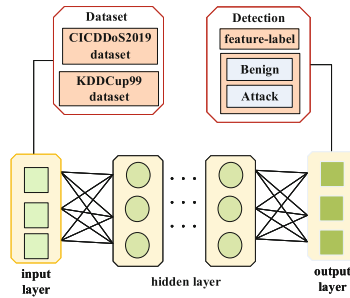 Dataset
CICDDoS2019
dataset
KDDCup99
dataset
Detection
feature-label
Benign
Attack
input
layer
hidden layer
output
layer